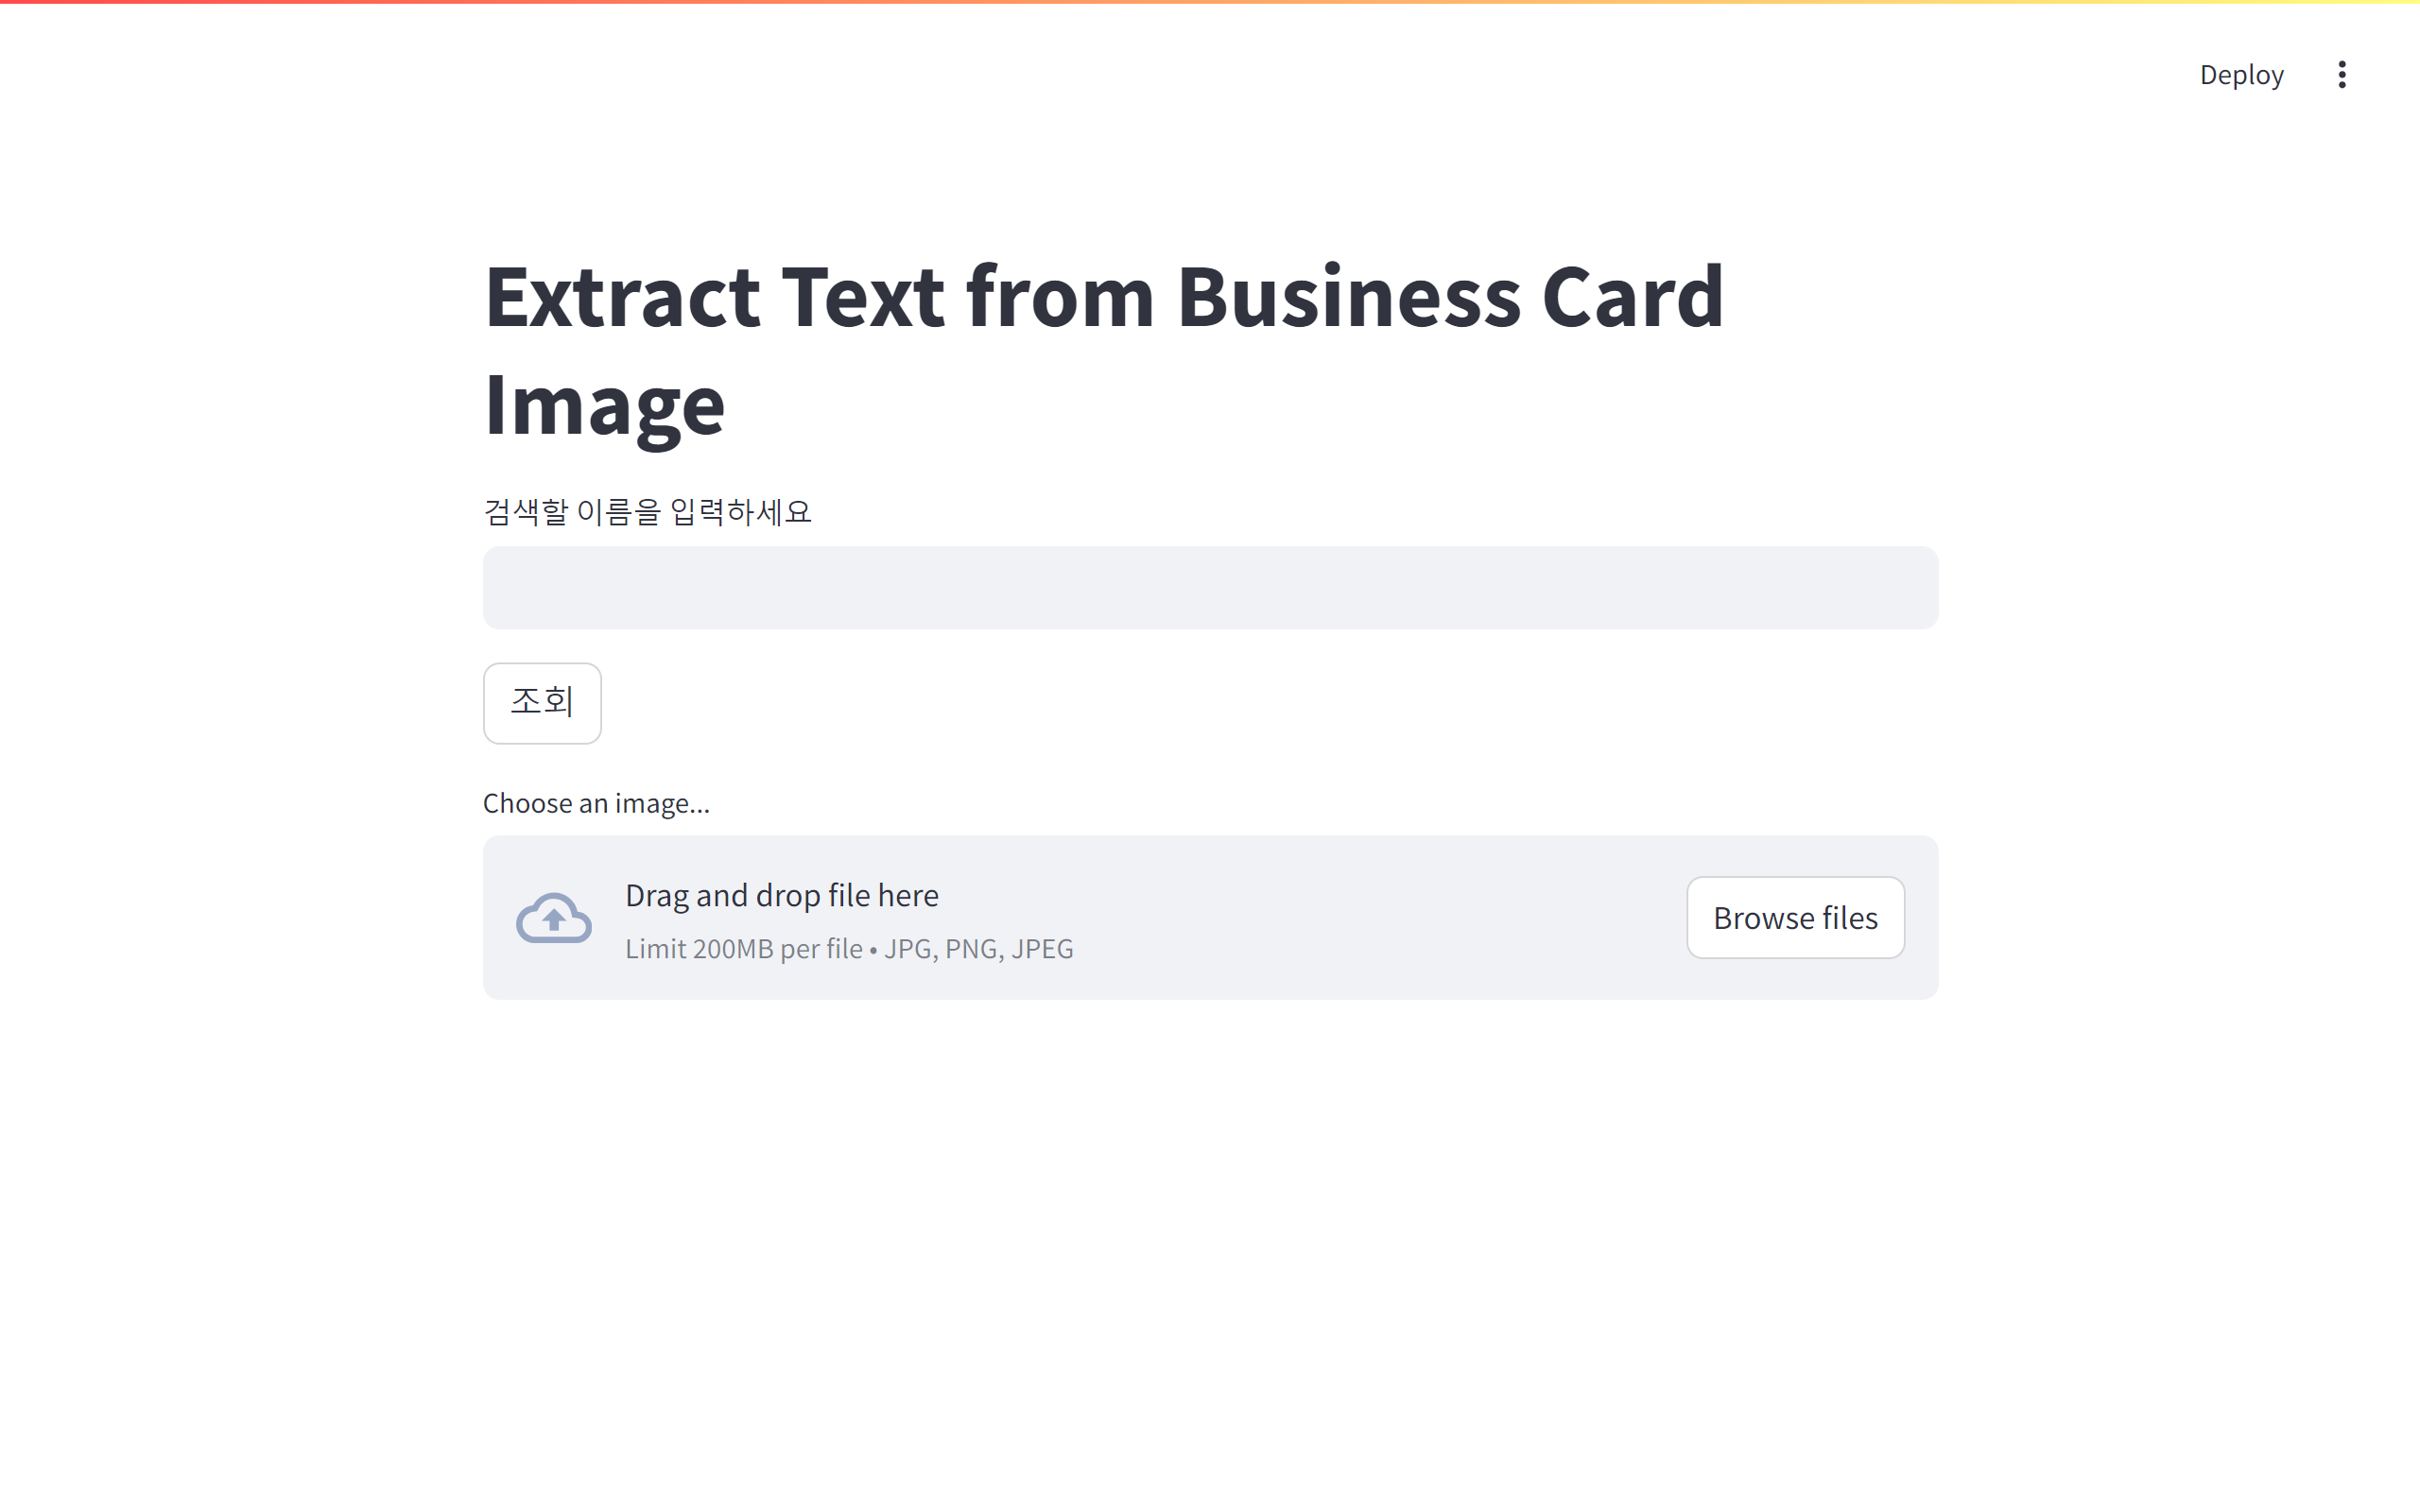 Deploy
Extract Text from Business Card
Image
검색할 이름을 입력하세요
조회
Choose an image...
Drag and drop file here
Limit 200MB per file • JPG, PNG, JPEG
Browse files